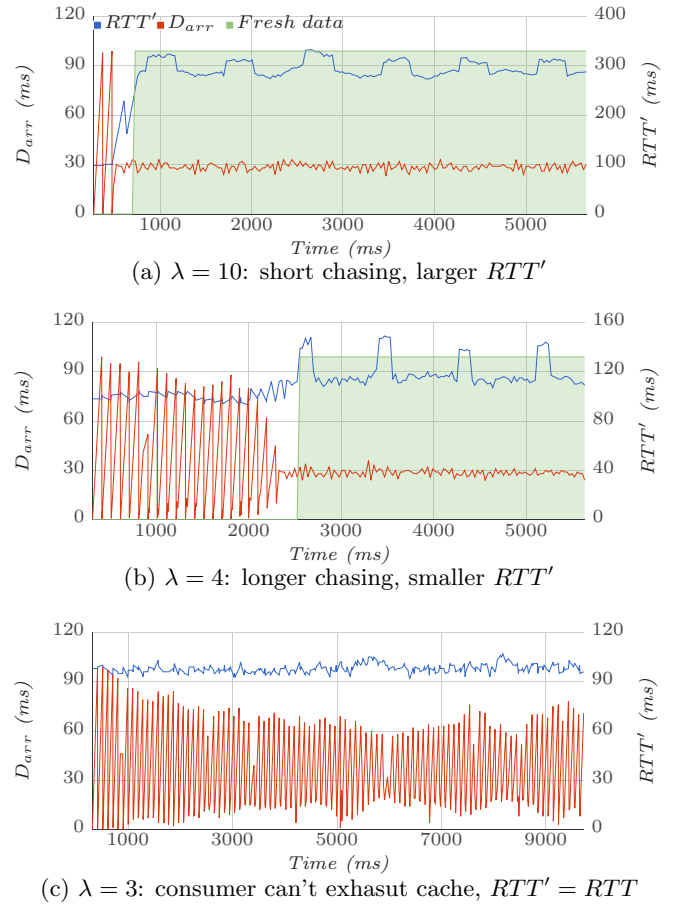 120 RTT′ D_arr Fresh data 400
90 300
60 200
30 100
0 0
D_arr (ms)
RTT′ (ms)
1000 2000 3000 4000 5000
Time (ms)
(a) λ = 10: short chasing, larger RTT′
120 160
90 120
60 80
30 40
0 0
D_arr (ms)
RTT′ (ms)
1000 2000 3000 4000 5000
Time (ms)
(b) λ = 4: longer chasing, smaller RTT′
120 120
90 100
80
60 60
40
30 20
0 0
D_arr (ms)
RTT′ (ms)
1000 3000 5000 7000 9000
Time (ms)
(c) λ = 3: consumer can't exhasut cache, RTT′ = RTT